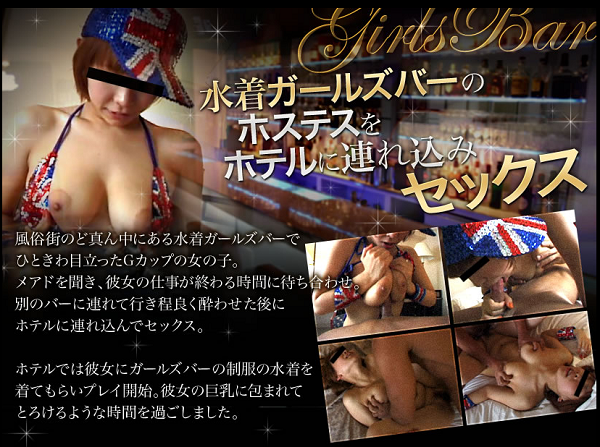 Girls Bar
水着ガールズバーの
ホステスを
ホテルに連れ込み
セックス
風俗街のど真ん中にある水着ガールズバーで
ひときわ目立ったGカップの女の子。
メアドを聞き、彼女の仕事が終わる時間に待ち合わせ。
別のバーに連れて行き程良く酔わせた後に
ホテルに連れ込んでセックス。
ホテルでは彼女にガールズバーの制服の水着を
着てもらいプレイ開始。彼女の巨乳に包まれて
とろけるような時間を過ごしました。